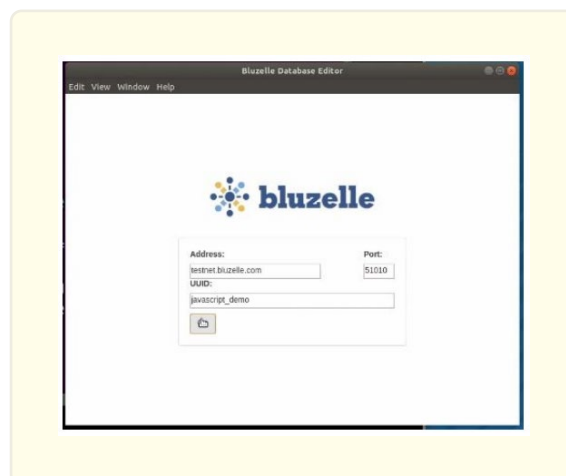 Bluzelle Database Editor
Edit View Window Help
bluzelle
Address: Port:
testnet.bluzelle.com 51010
UUID:
javascript_demo